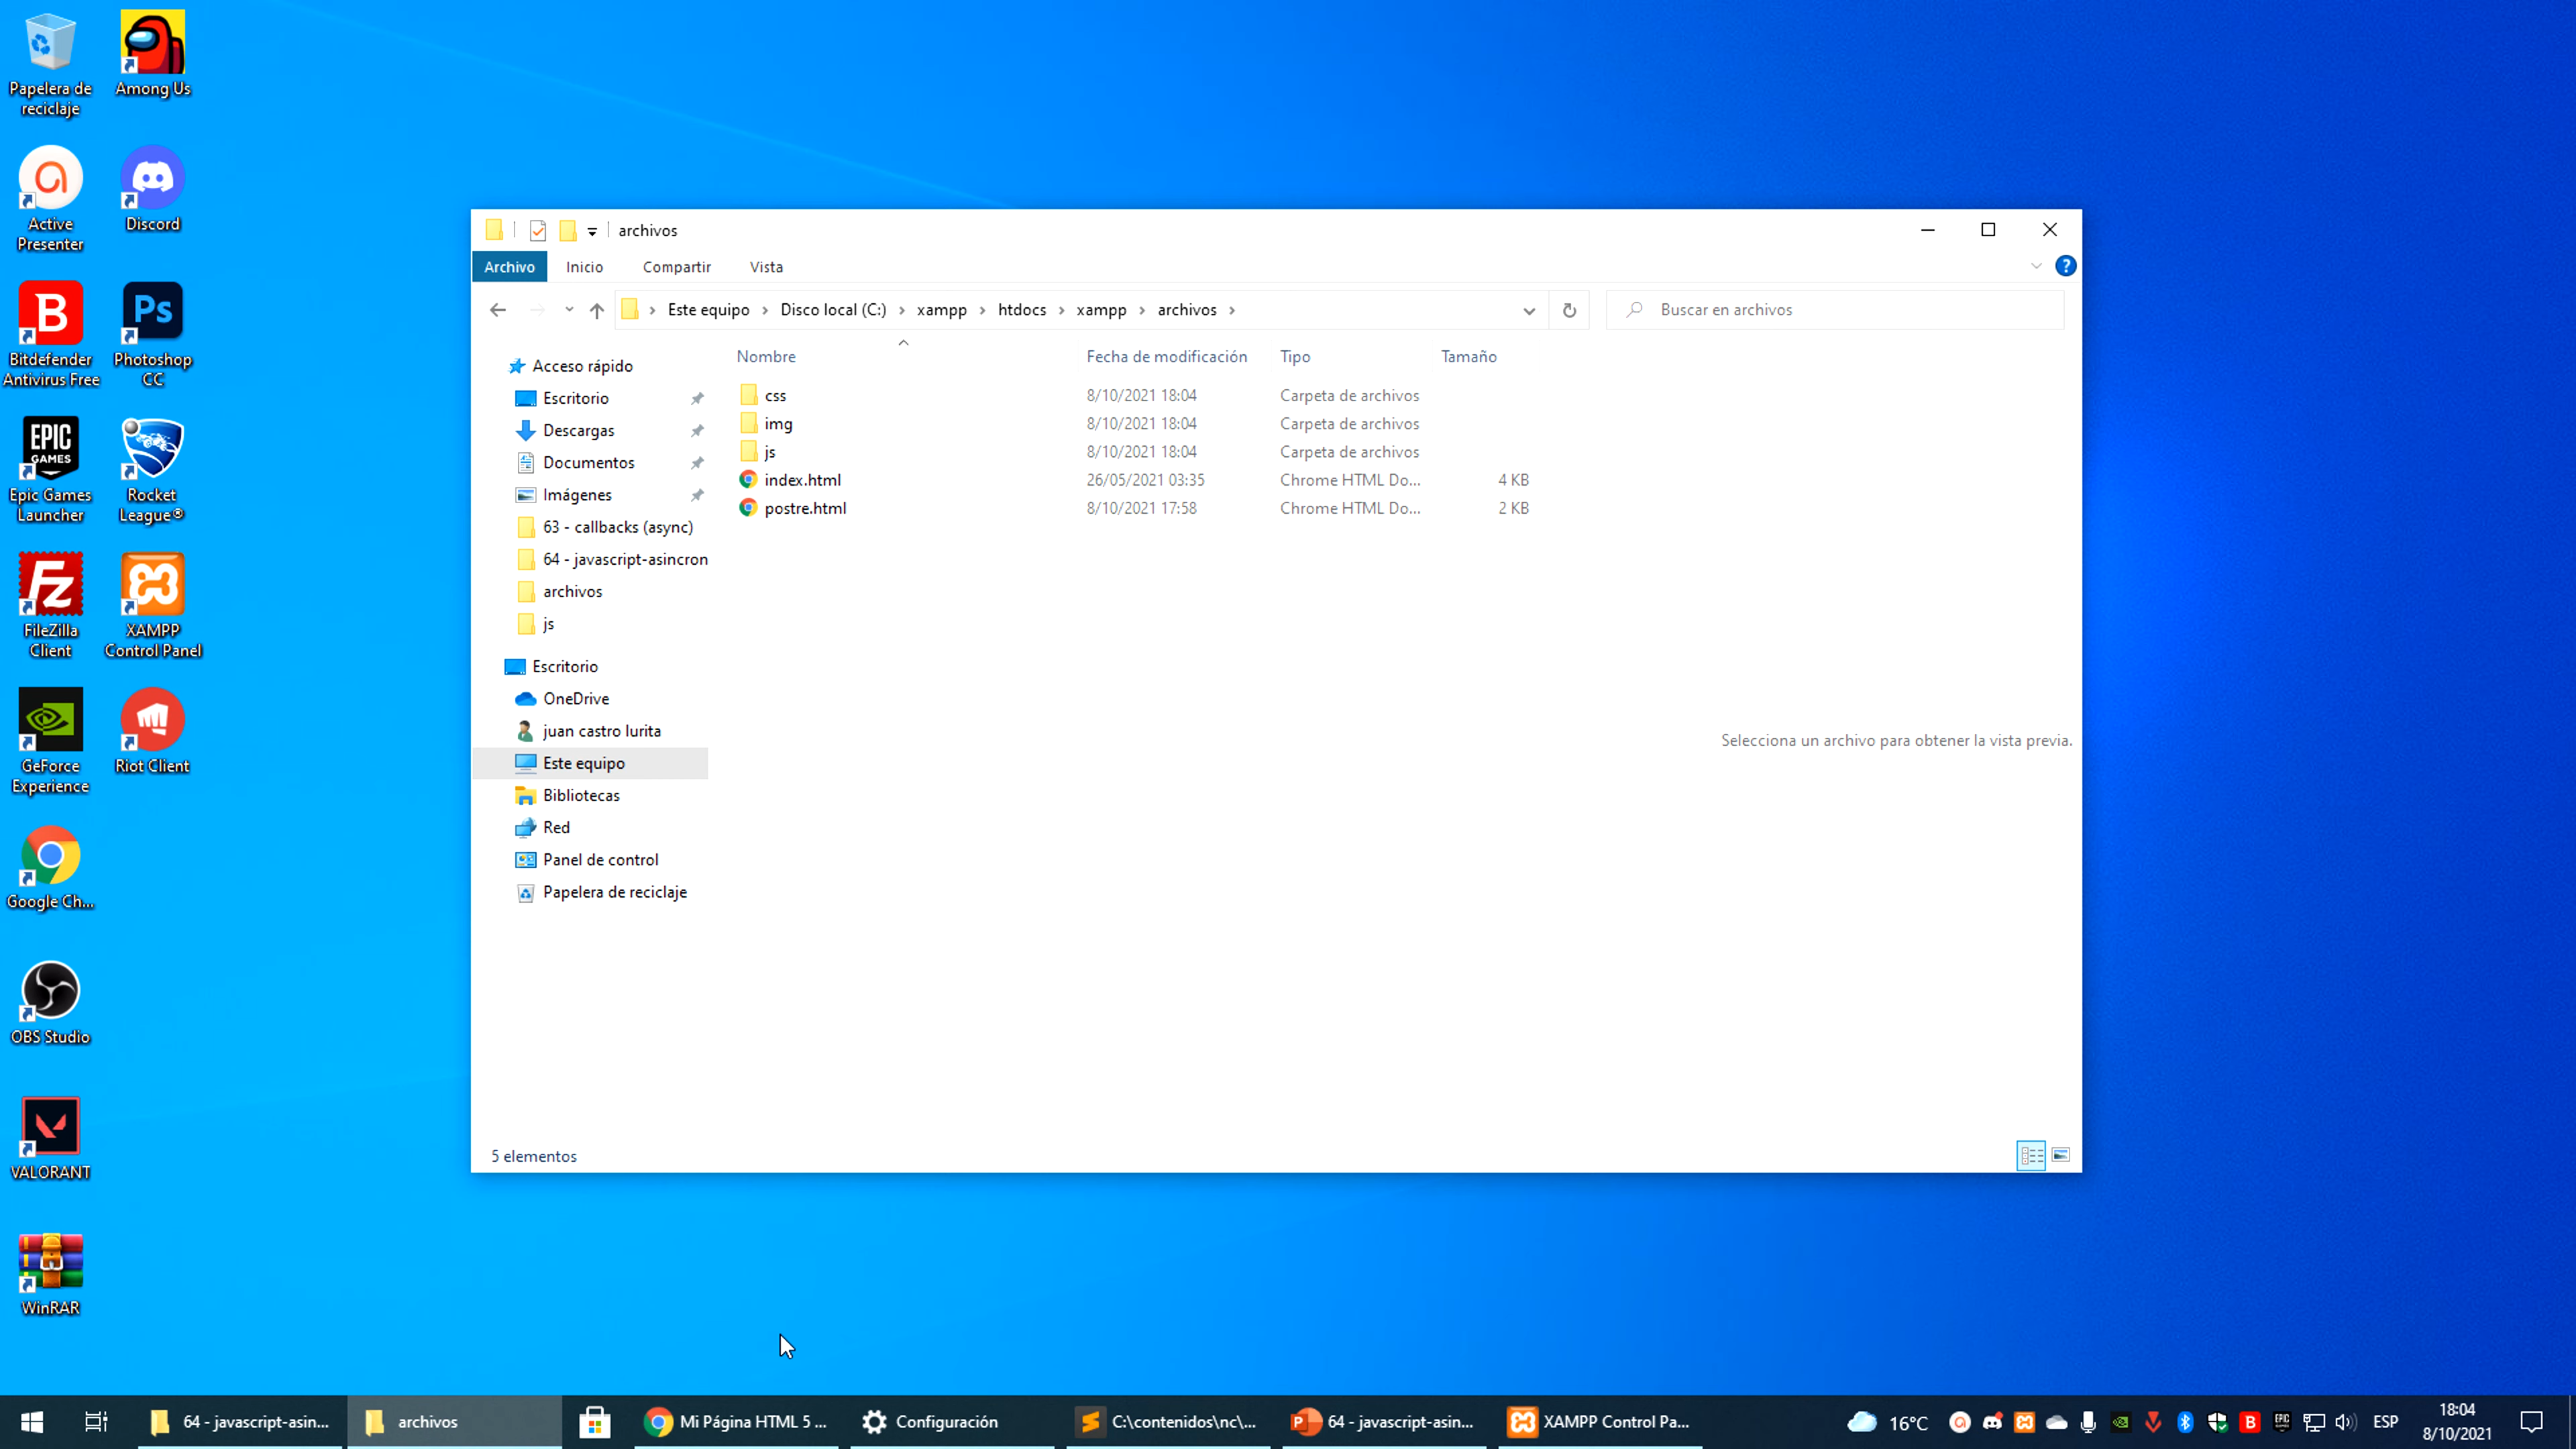 Papelera de
reciclaje
Among Us
Active
Presenter
Discord
Bitdefender
Antivirus Free
Ps
Photoshop
CC
EPIC
GAMES
Epic Games
Launcher
Rocket
League®
FileZilla
Client
XAMPP
Control Panel
GeForce
Experience
Riot Client
Google Ch...
OBS Studio
VALORANT
WinRAR
archivos
Archivo
Inicio
Compartir
Vista
Este equipo
Disco local (C:)
xampp
htdocs
xampp
archivos
Buscar en archivos
Acceso rápido
Escritorio
Descargas
Documentos
Imágenes
63 - callbacks (async)
64 - javascript-asincron
archivos
js
Escritorio
OneDrive
juan castro lurita
Este equipo
Bibliotecas
Red
Panel de control
Papelera de reciclaje
Nombre Fecha de modificación Tipo Tamaño
css 8/10/2021 18:04 Carpeta de archivos
img 8/10/2021 18:04 Carpeta de archivos
js 8/10/2021 18:04 Carpeta de archivos
index.html 26/05/2021 03:35 Chrome HTML Do... 4 KB
postre.html 8/10/2021 17:58 Chrome HTML Do... 2 KB
Selecciona un archivo para obtener la vista previa.
5 elementos
64 - javascript-asin...
archivos
Mi Página HTML 5 ...
Configuración
C:\contenidos\nc\...
64 - javascript-asin...
XAMPP Control Pa...
16°C
ESP
18:04
8/10/2021